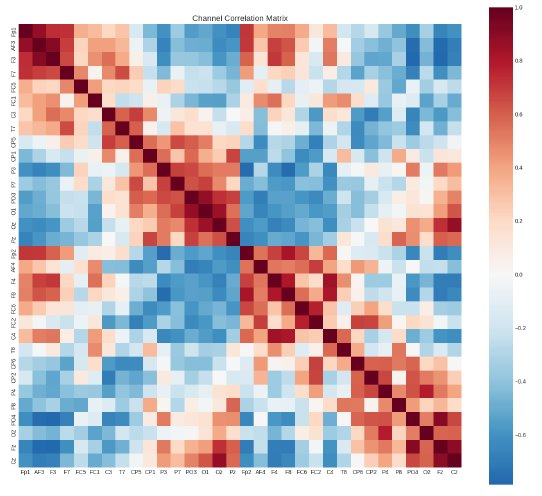 Channel Correlation Matrix
Fp1
AF3
F3
F7
FC5
FC1
C3
T7
CP5
CP1
P3
P7
PO3
O1
Oz
Pz
Fp2
AF4
F4
F8
FC6
FC2
C4
T8
CP6
CP2
P4
P8
PO4
O2
Fz
Cz
Fp1 AF3 F3 F7 FC5 FC1 C3 T7 CP5 CP1 P3 P7 PO3 O1 Oz Pz Fp2 AF4 F4 F8 FC6 FC2 C4 T8 CP6 CP2 P4 P8 PO4 O2 Fz Cz
1.0
0.8
0.6
0.4
0.2
0.0
−0.2
−0.4
−0.6